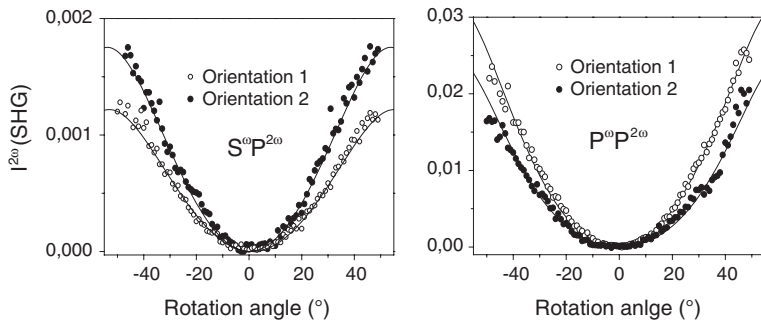 0,002
0,001
0,000
I²ω(SHG)
Orientation 1
Orientation 2
SωP²ω
-40 -20 0 20 40
Rotation angle (°)
0,03
0,02
0,01
0,00
Orientation 1
Orientation 2
PωP²ω
-40 -20 0 20 40
Rotation anlge (°)